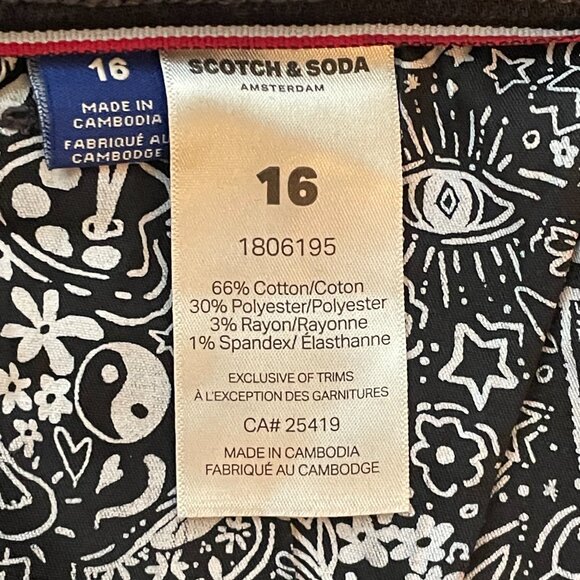 16
MADE IN
CAMBODIA
FABRIQUÉ AU
CAMBODGE
SCOTCH & SODA
AMSTERDAM
16
1806195
66% Cotton/Coton
30% Polyester/Polyester
3% Rayon/Rayonne
1% Spandex/ Élasthanne
EXCLUSIVE OF TRIMS
À L'EXCEPTION DES GARNITURES
CA# 25419
MADE IN CAMBODIA
FABRIQUÉ AU CAMBODGE